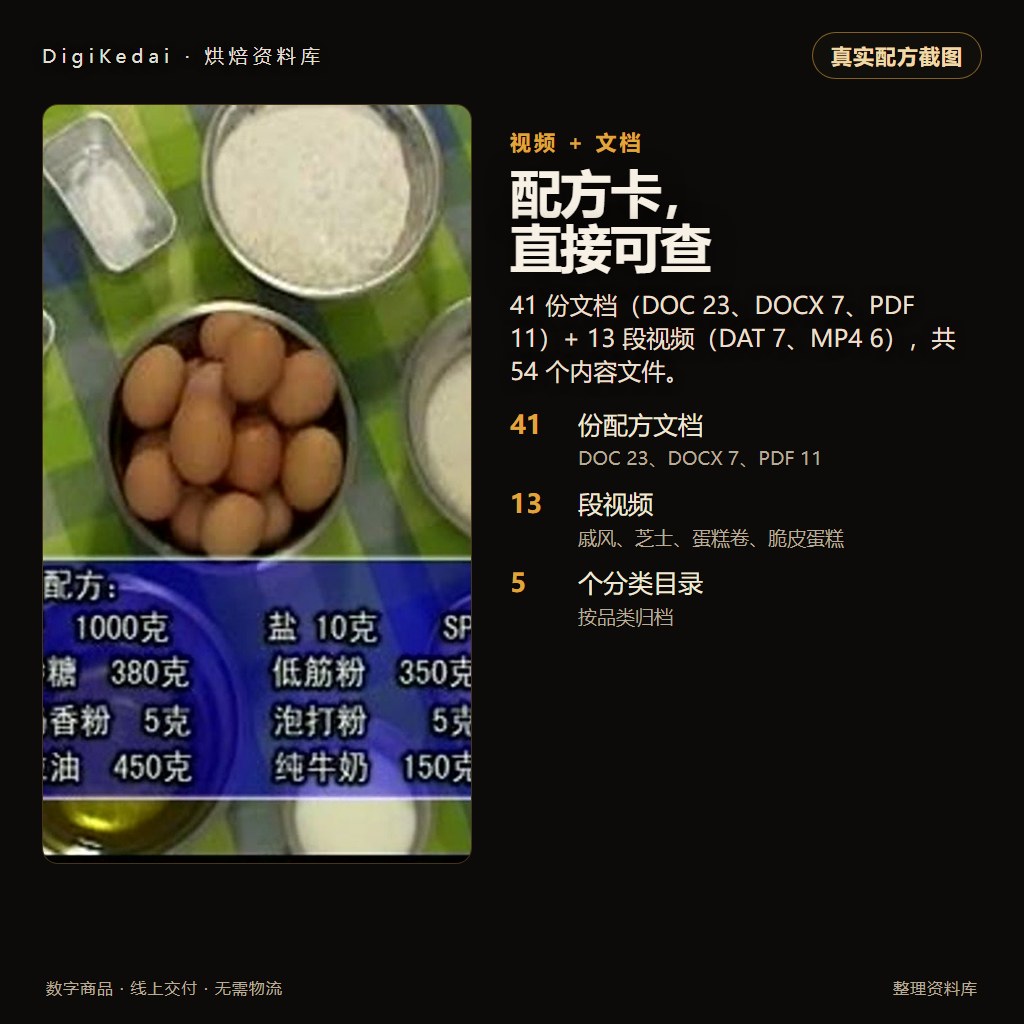 DigiKedai · 烘焙资料库
真实配方截图
视频 + 文档
配方卡，
直接可查
41 份文档（DOC 23、DOCX 7、PDF
11）+ 13 段视频（DAT 7、MP4 6），共
54 个内容文件。
41 份配方文档
DOC 23、DOCX 7、PDF 11
13 段视频
戚风、芝士、蛋糕卷、脆皮蛋糕
5 个分类目录
按品类归档
配方：
1000克 盐 10克 SP
糖 380克 低筋粉 350克
香粉 5克 泡打粉 5克
油 450克 纯牛奶 150克
数字商品 · 线上交付 · 无需物流
整理资料库